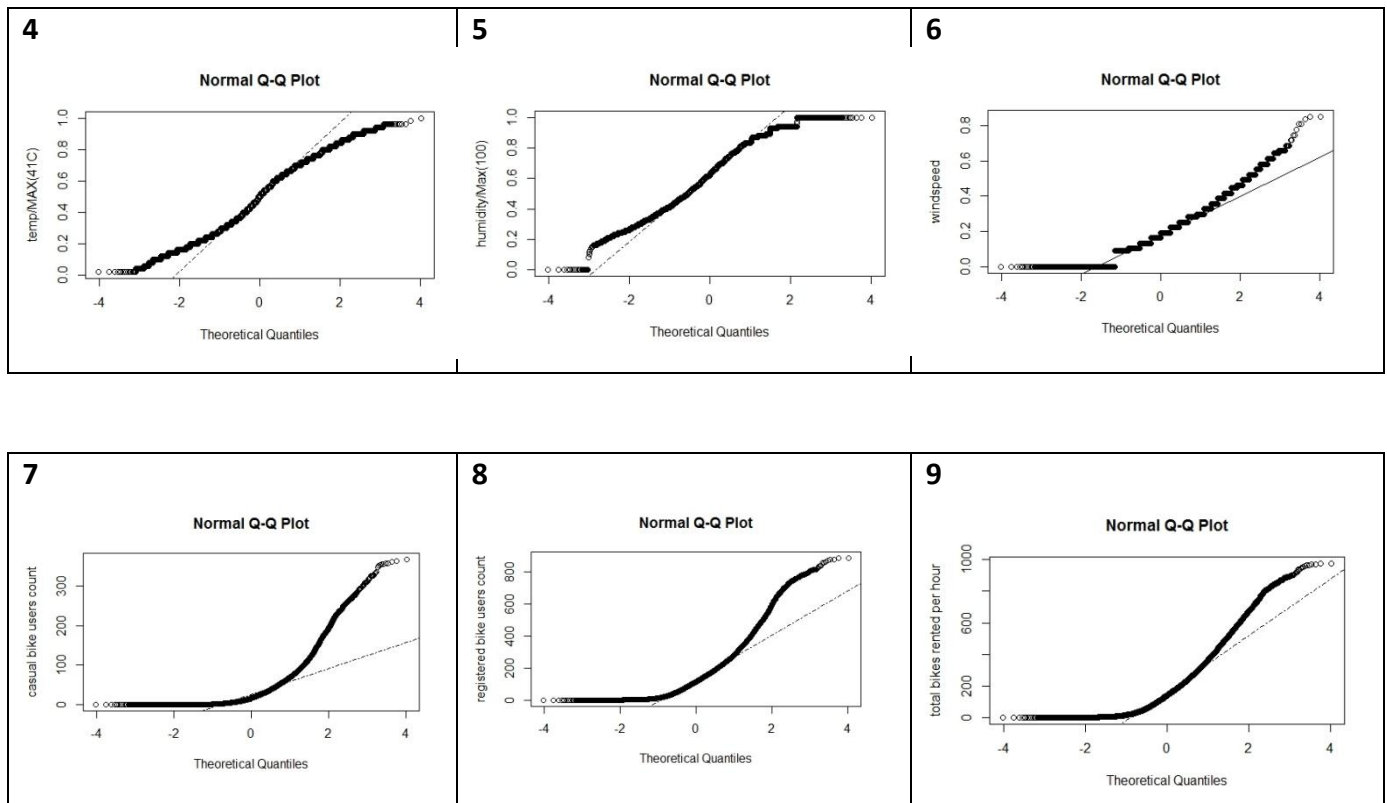 4
Normal Q-Q Plot
temp/MAX(41C)
0.0 0.2 0.4 0.6 0.8 1.0
-4 -2 0 2 4
Theoretical Quantiles
5
Normal Q-Q Plot
humidity/Max(100)
0.0 0.2 0.4 0.6 0.8 1.0
-4 -2 0 2 4
Theoretical Quantiles
6
Normal Q-Q Plot
windspeed
0.0 0.2 0.4 0.6 0.8
-4 -2 0 2 4
Theoretical Quantiles
7
Normal Q-Q Plot
casual bike users count
0 100 200 300
-4 -2 0 2 4
Theoretical Quantiles
8
Normal Q-Q Plot
registered bike users count
0 200 400 600 800
-4 -2 0 2 4
Theoretical Quantiles
9
Normal Q-Q Plot
total bikes rented per hour
0 200 600 1000
-4 -2 0 2 4
Theoretical Quantiles